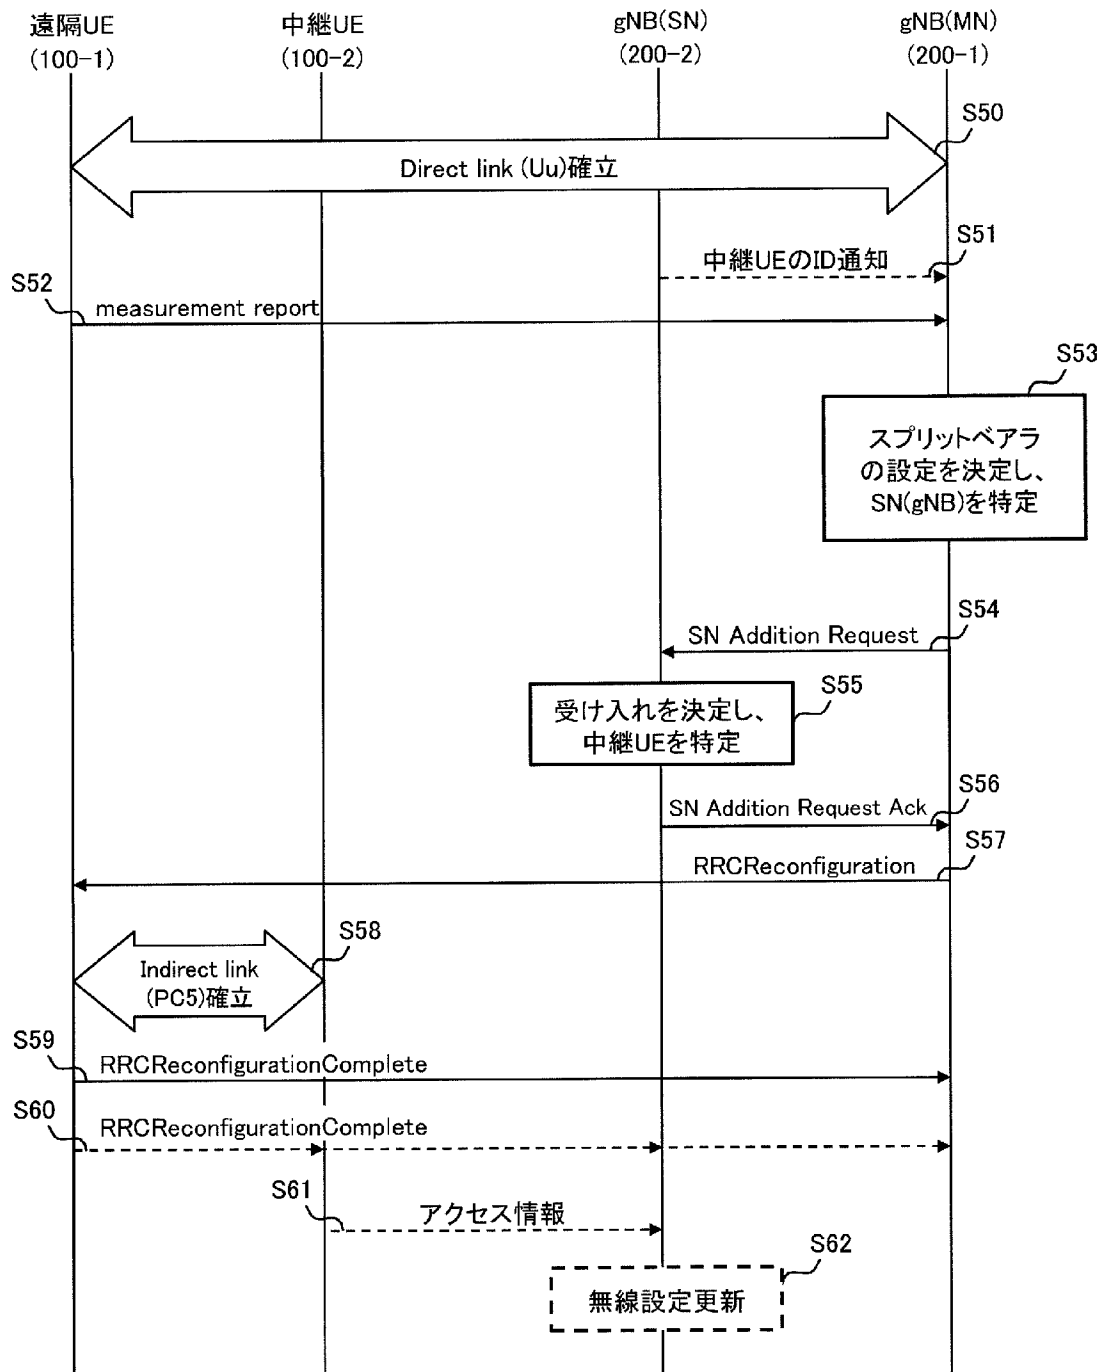 遠隔UE
(100-1)
中継UE
(100-2)
gNB(SN)
(200-2)
gNB(MN)
(200-1)
S50
Direct link (Uu)確立
S51
中継UEのID通知
S52
measurement report
S53
スプリットベアラ
の設定を決定し、
SN(gNB)を特定
S54
SN Addition Request
S55
受け入れを決定し、
中継UEを特定
S56
SN Addition Request Ack
S57
RRCReconfiguration
S58
Indirect link
(PC5)確立
S59
RRCReconfigurationComplete
S60
RRCReconfigurationComplete
S61
アクセス情報
S62
無線設定更新